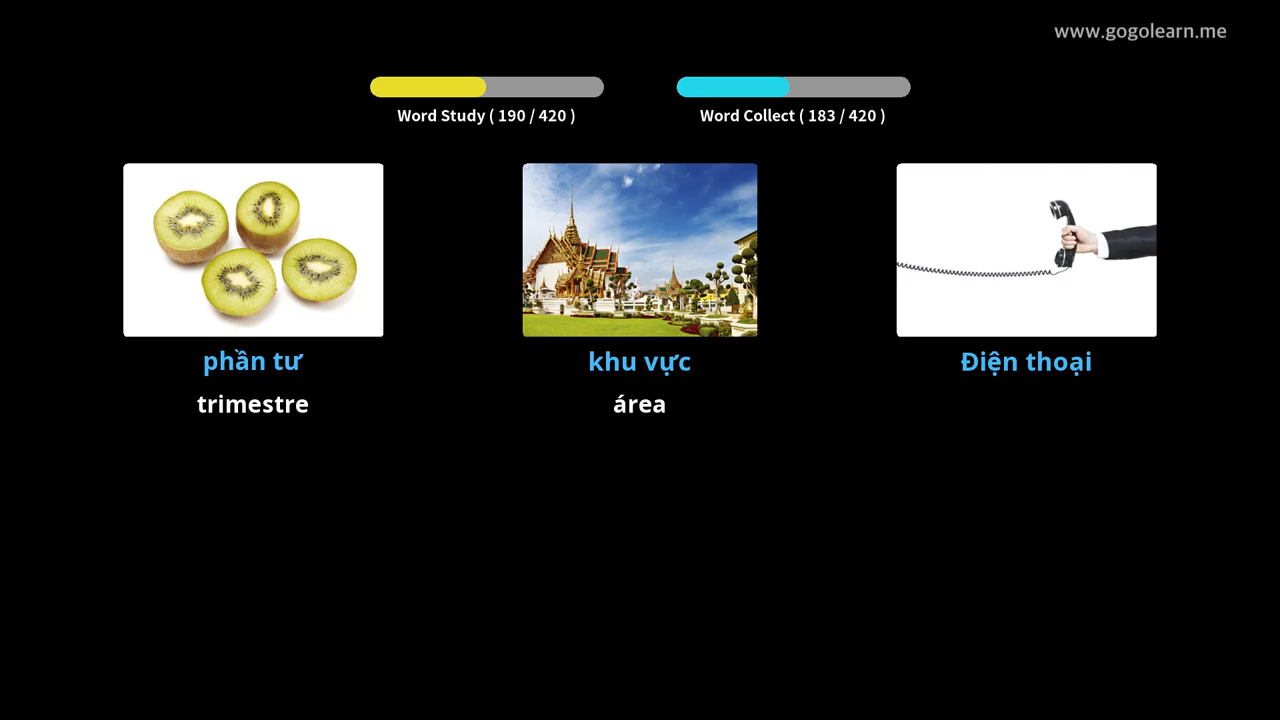 www.gogolearn.me
Word Study ( 190 / 420 )
Word Collect ( 183 / 420 )
phần tư
khu vực
Điện thoại
trimestre
área